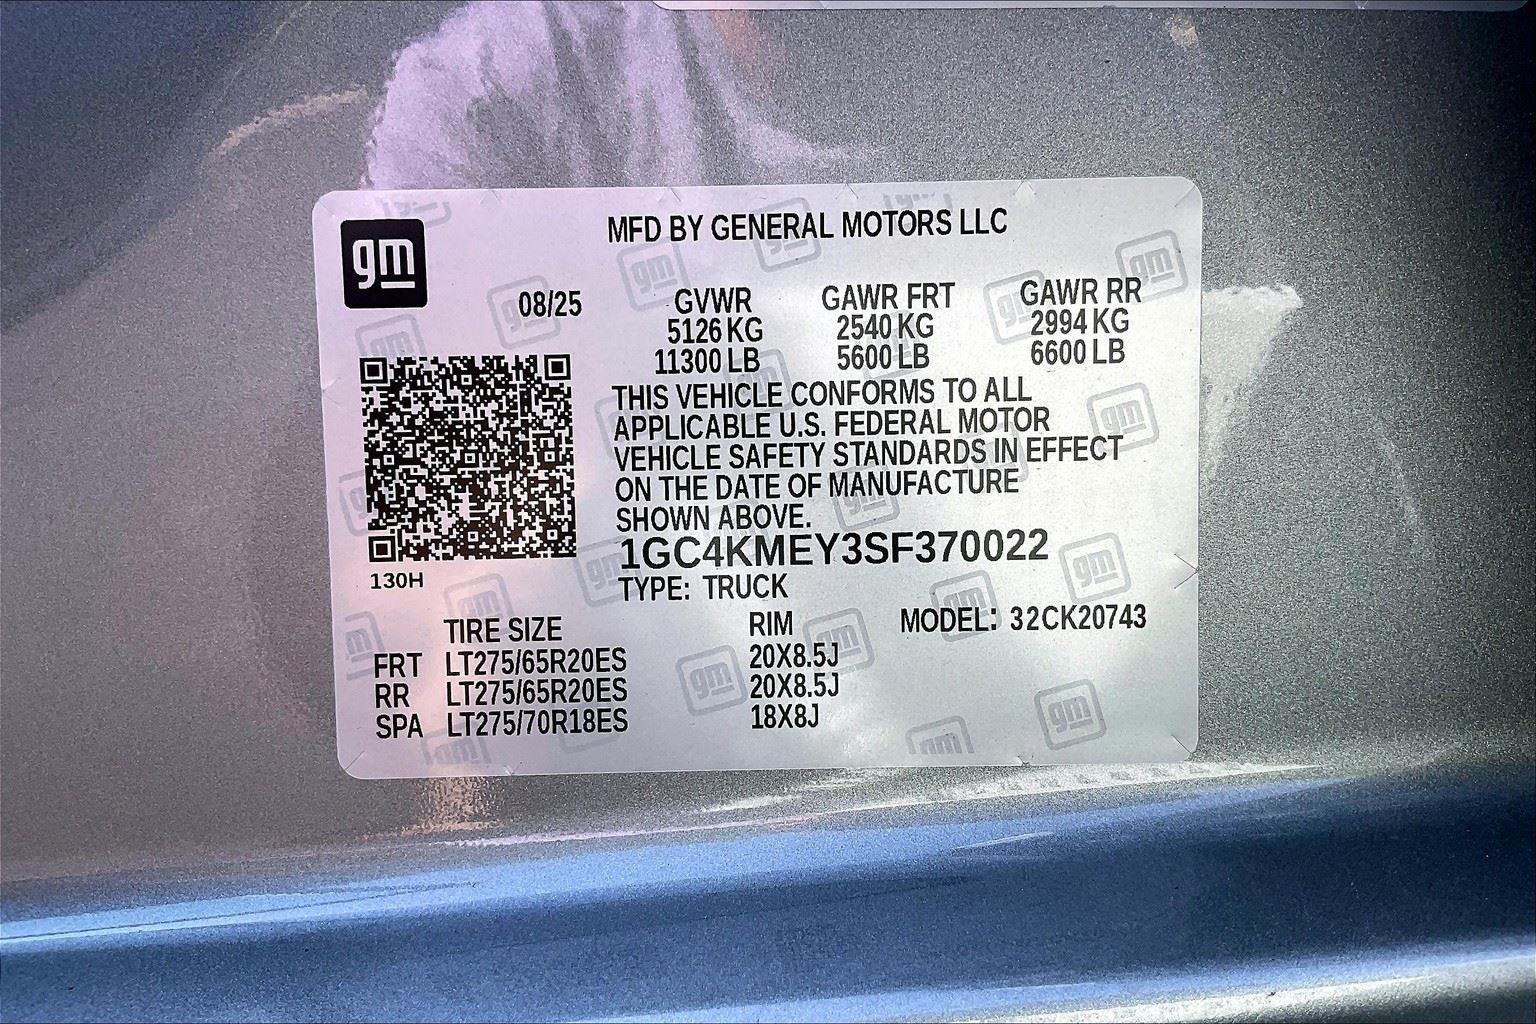 gm
MFD BY GENERAL MOTORS LLC
08/25 GVWR GAWR FRT GAWR RR
5126 KG 2540 KG 2994 KG
11300 LB 5600 LB 6600 LB
THIS VEHICLE CONFORMS TO ALL
APPLICABLE U.S. FEDERAL MOTOR
VEHICLE SAFETY STANDARDS IN EFFECT
ON THE DATE OF MANUFACTURE
SHOWN ABOVE.
1GC4KMEY3SF370022
130H
TYPE: TRUCK
TIRE SIZE RIM MODEL: 32CK20743
FRT LT275/65R20ES 20X8.5J
RR LT275/65R20ES 20X8.5J
SPA LT275/70R18ES 18X8J